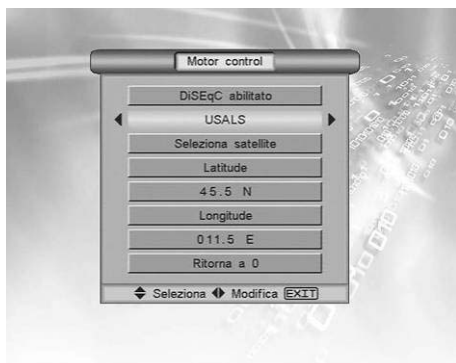 Motor control
DiSEqC abilitato
USALS
Seleziona satellite
Latitude
45.5 N
Longitude
011.5 E
Ritorna a 0
Seleziona Modifica EXIT